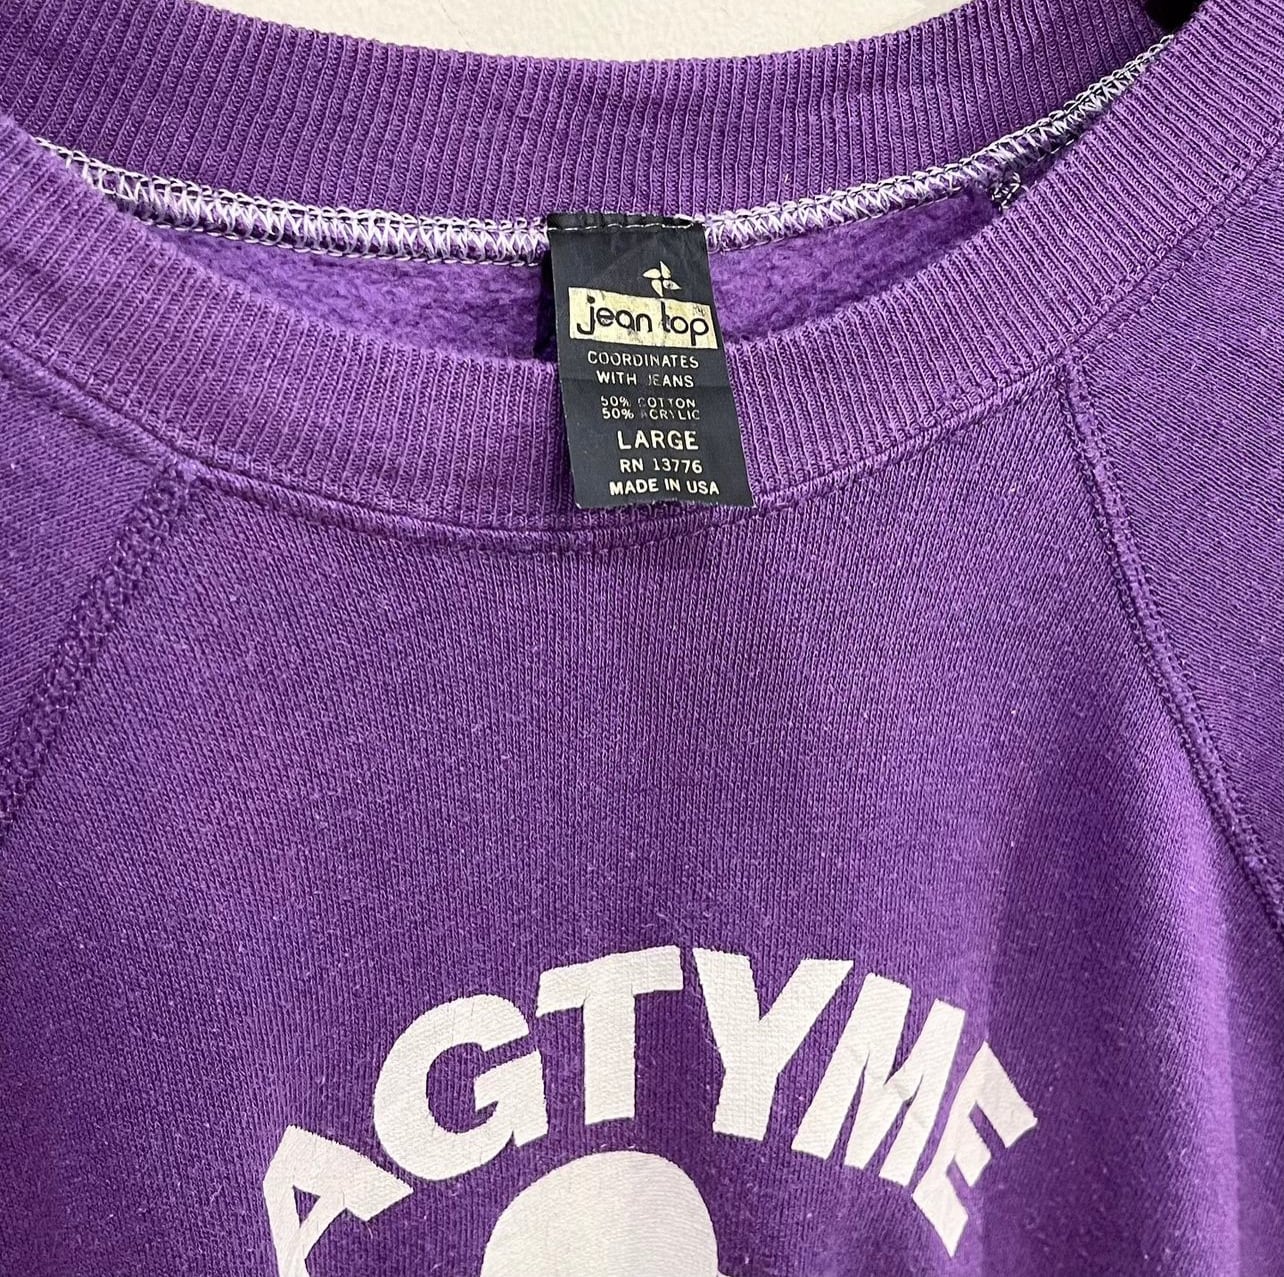 jean top
COORDINATES
WITH JEANS
50% COTTON
50% ACRYLIC
LARGE
RN 13776
MADE IN USA
AGTYME